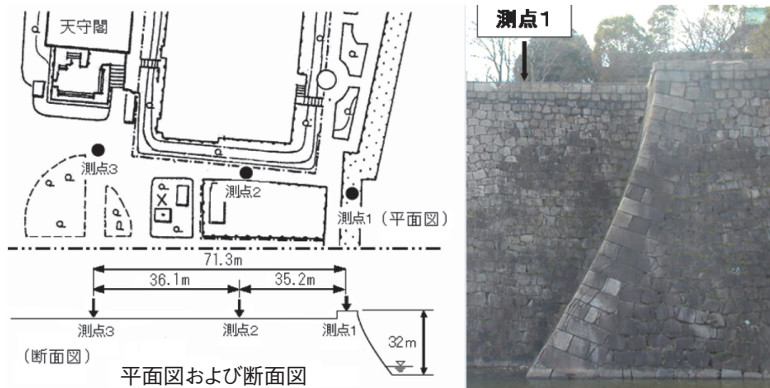 天守閣
測点3
測点2
測点1（平面図）
71.3m
36.1m
35.2m
測点3
測点2
測点1
32m
（断面図）
平面図および断面図
測点1